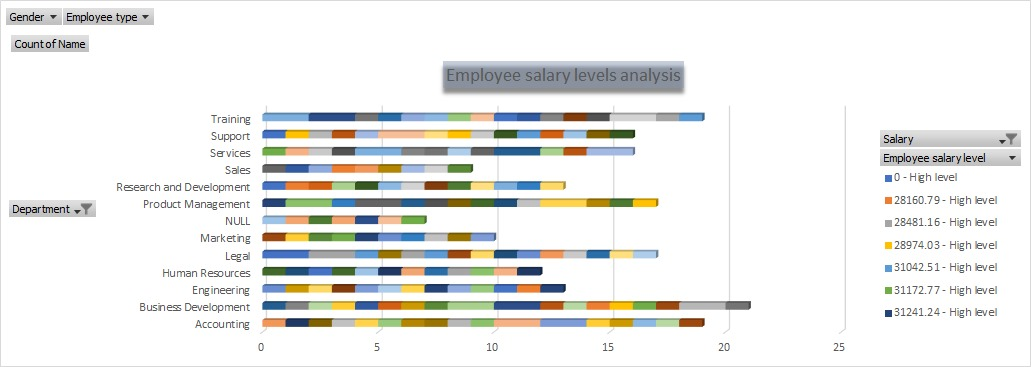 Gender Employee type
Count of Name
Employee salary levels analysis
Training
Support
Services
Sales
Research and Development
Product Management
NULL
Marketing
Legal
Human Resources
Engineering
Business Development
Accounting
Department
0 5 10 15 20 25
Salary
Employee salary level
0 - High level
28160.79 - High level
28481.16 - High level
28974.03 - High level
31042.51 - High level
31172.77 - High level
31241.24 - High level